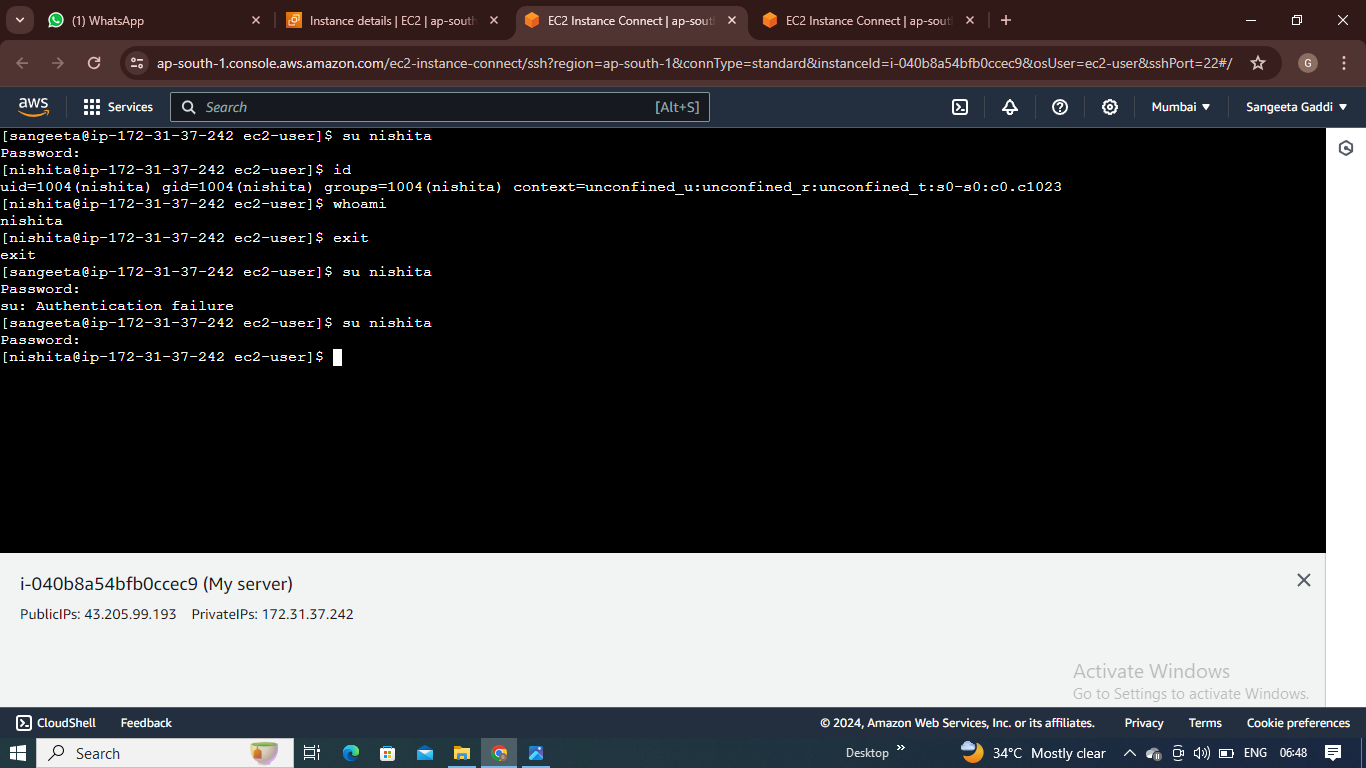 (1) WhatsApp
Instance details | EC2 | ap-south
EC2 Instance Connect | ap-sout
EC2 Instance Connect | ap-sout
ap-south-1.console.aws.amazon.com/ec2-instance-connect/ssh?region=ap-south-1&connType=standard&instanceId=i-040b8a54bfb0ccec9&osUser=ec2-user&sshPort=22#/
G
aws
Services
Search
[Alt+S]
Mumbai
Sangeeta Gaddi
[sangeeta@ip-172-31-37-242 ec2-user]$ su nishita
Password:
[nishita@ip-172-31-37-242 ec2-user]$ id
uid=1004(nishita) gid=1004(nishita) groups=1004(nishita) context=unconfined_u:unconfined_r:unconfined_t:s0-s0:c0.c1023
[nishita@ip-172-31-37-242 ec2-user]$ whoami
nishita
[nishita@ip-172-31-37-242 ec2-user]$ exit
exit
[sangeeta@ip-172-31-37-242 ec2-user]$ su nishita
Password:
su: Authentication failure
[sangeeta@ip-172-31-37-242 ec2-user]$ su nishita
Password:
[nishita@ip-172-31-37-242 ec2-user]$
i-040b8a54bfb0ccec9 (My server)
PublicIPs: 43.205.99.193 PrivateIPs: 172.31.37.242
Activate Windows
Go to Settings to activate Windows.
CloudShell
Feedback
© 2024, Amazon Web Services, Inc. or its affiliates.
Privacy
Terms
Cookie preferences
Search
Desktop
34°C Mostly clear
ENG
06:48